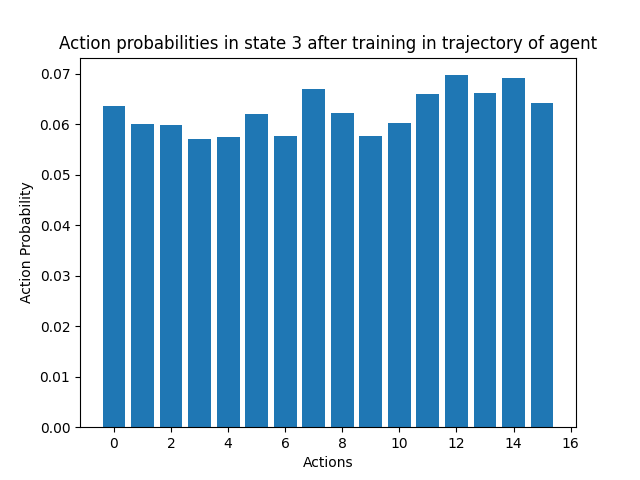 Action probabilities in state 3 after training in trajectory of agent
0.07
0.06
0.05
0.04
0.03
0.02
0.01
0.00
Action Probability
0 2 4 6 8 10 12 14 16
Actions